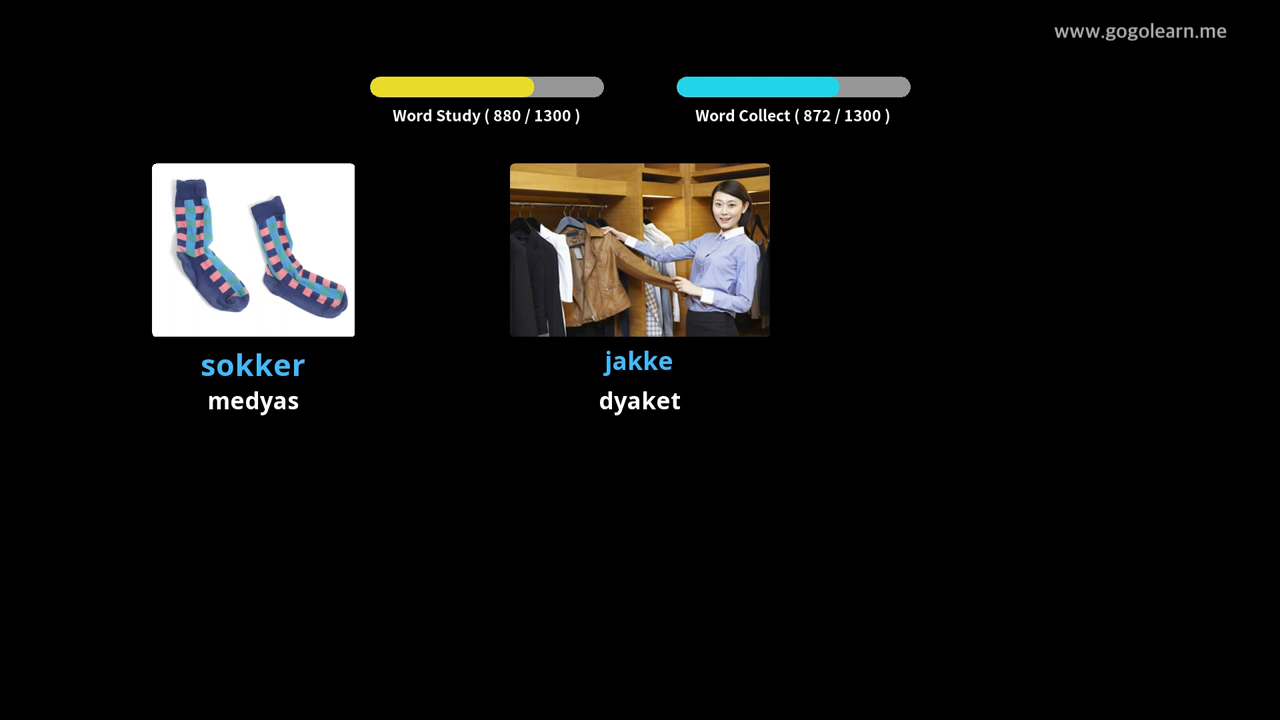 www.gogolearn.me
Word Study ( 880 / 1300 )
Word Collect ( 872 / 1300 )
sokker
medyas
jakke
dyaket